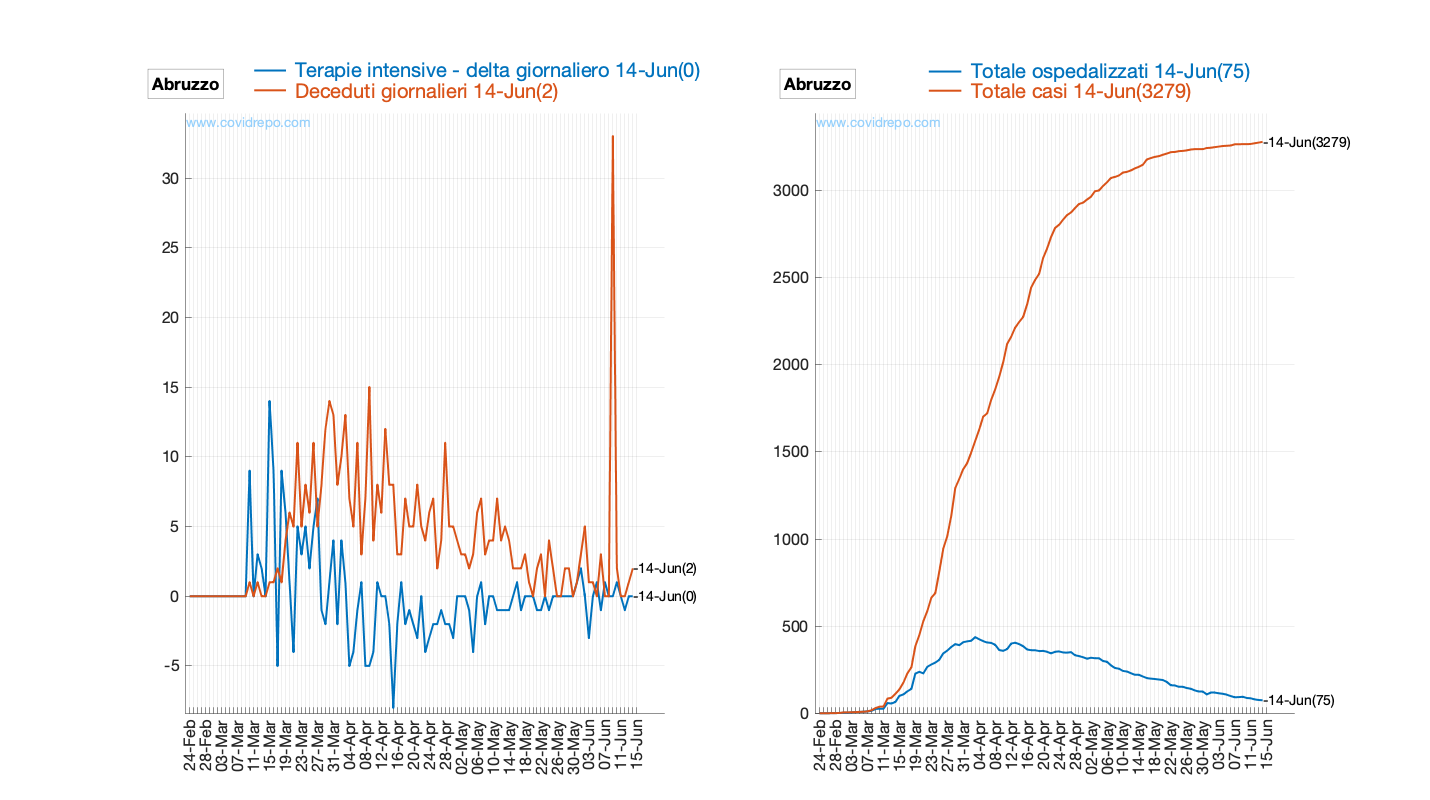 Abruzzo
Terapie intensive - delta giornaliero 14-Jun(0)
Deceduti giornalieri 14-Jun(2)
www.covidrepo.com
30
25
20
15
10
5
0
-5
-14-Jun(2)
-14-Jun(0)
24-Feb
28-Feb
03-Mar
07-Mar
11-Mar
15-Mar
19-Mar
23-Mar
27-Mar
31-Mar
04-Apr
08-Apr
12-Apr
16-Apr
20-Apr
24-Apr
28-Apr
02-May
06-May
10-May
14-May
18-May
22-May
26-May
30-May
03-Jun
07-Jun
11-Jun
15-Jun
Abruzzo
Totale ospedalizzati 14-Jun(75)
Totale casi 14-Jun(3279)
www.covidrepo.com
3000
2500
2000
1500
1000
500
0
-14-Jun(3279)
-14-Jun(75)
24-Feb
28-Feb
03-Mar
07-Mar
11-Mar
15-Mar
19-Mar
23-Mar
27-Mar
31-Mar
04-Apr
08-Apr
12-Apr
16-Apr
20-Apr
24-Apr
28-Apr
02-May
06-May
10-May
14-May
18-May
22-May
26-May
30-May
03-Jun
07-Jun
11-Jun
15-Jun